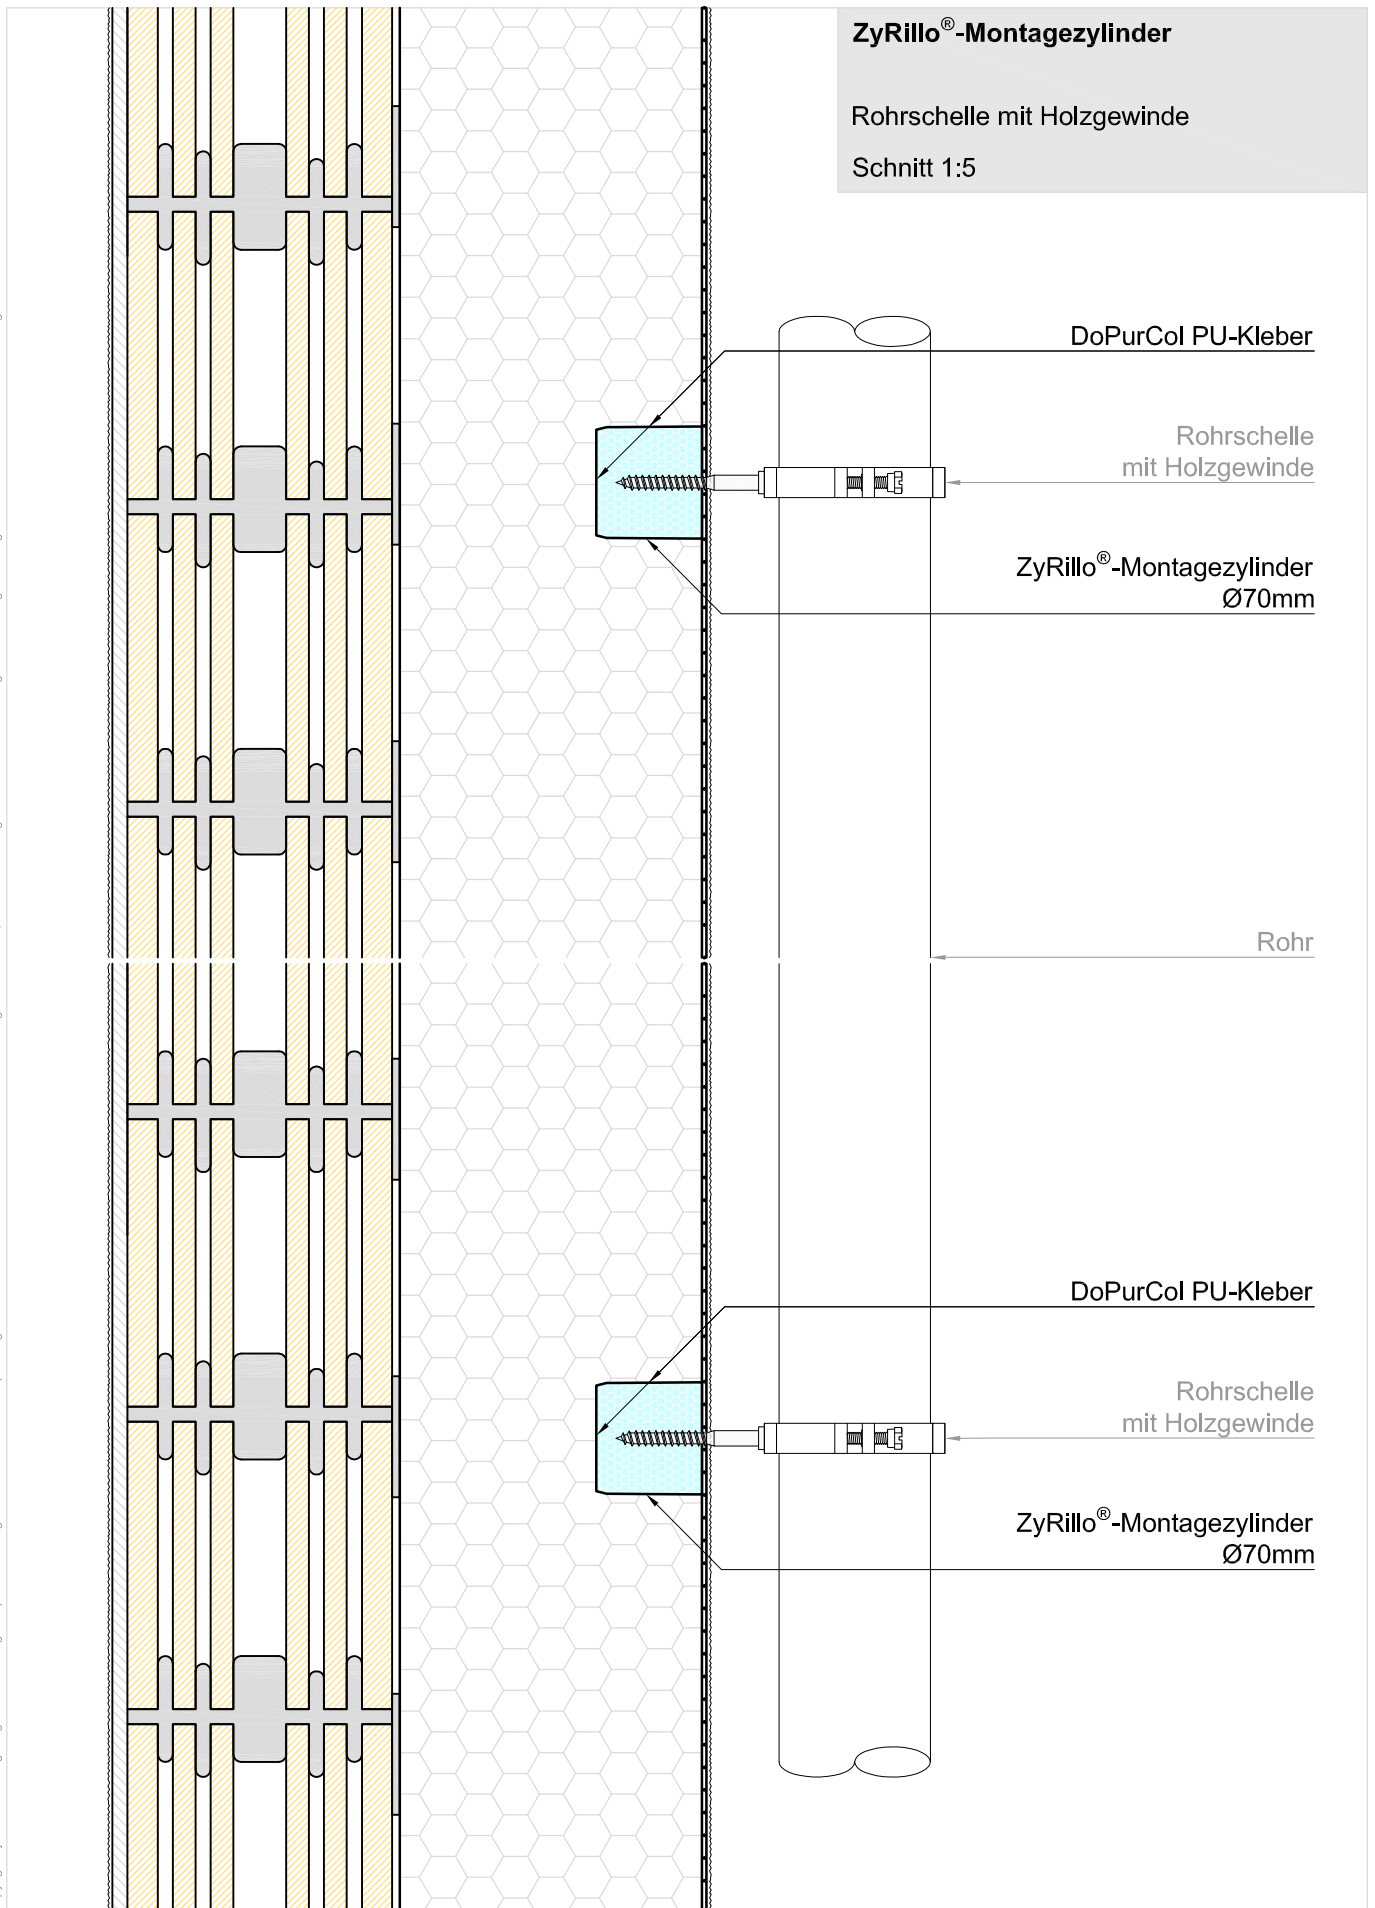 ZyRillo®-Montagezylinder
Rohrschelle mit Holzgewinde
Schnitt 1:5
DoPurCol PU-Kleber
Rohrschelle
mit Holzgewinde
ZyRillo®-Montagezylinder
Ø70mm
Rohr
DoPurCol PU-Kleber
Rohrschelle
mit Holzgewinde
ZyRillo®-Montagezylinder
Ø70mm